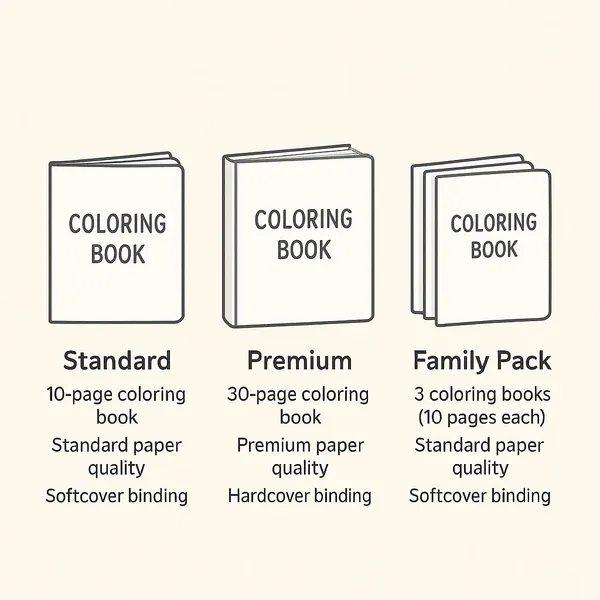 COLORING
BOOK
COLORING
BOOK
COLORING
BOOK
Standard
10-page coloring
book
Standard paper
quality
Softcover binding
Premium
30-page coloring
book
Premium paper
quality
Hardcover binding
Family Pack
3 coloring books
(10 pages each)
Standard paper
quality
Softcover binding